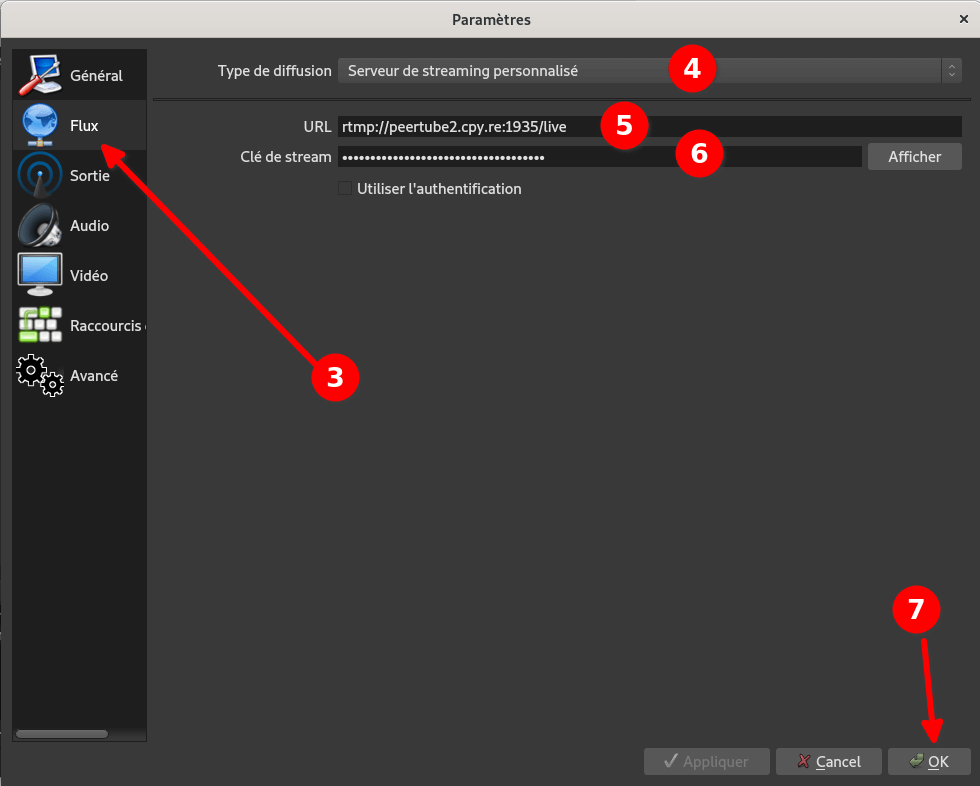 Paramètres
Général
Flux
Sortie
Audio
Vidéo
Raccourcis
Avancé
3
Type de diffusion Serveur de streaming personnalisé 4
URL rtmp://peertube2.cpy.re:1935/live 5
Clé de stream •••••••••••••••••••••••••••••••••••• 6 Afficher
Utiliser l'authentification
7
Appliquer Cancel OK